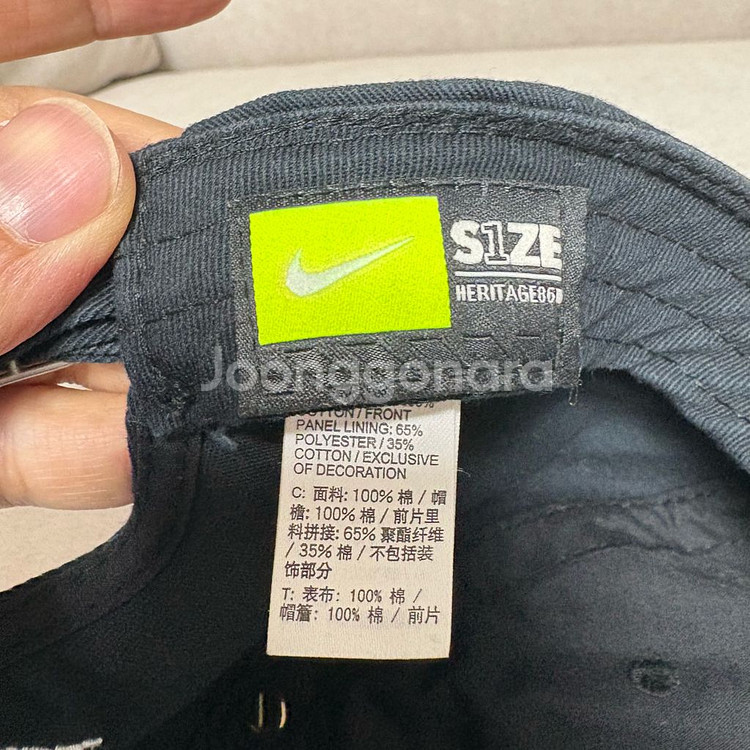 S1ZE
HERITAGE86
Joonggonara
COTTON / FRONT
PANEL LINING: 65%
POLYESTER / 35%
COTTON / EXCLUSIVE
OF DECORATION
C: 面料: 100% 棉 / 帽
檐: 100% 棉 / 前片里
料拼接: 65% 聚酯纤维
/ 35% 棉 / 不包括装
饰部分
T: 表布: 100% 棉 /
帽簷: 100% 棉 / 前片